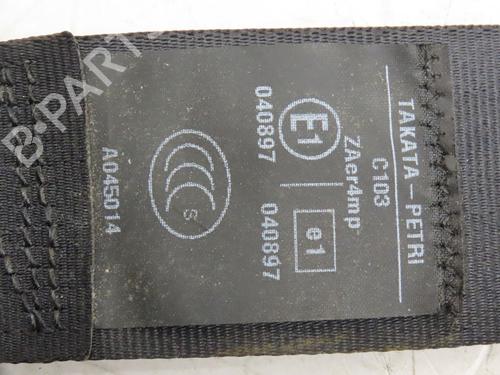 TAKATA-PETRI
C103
ZAer4mp
E1 e1
040897 040897
S
A045014
B-PARTS